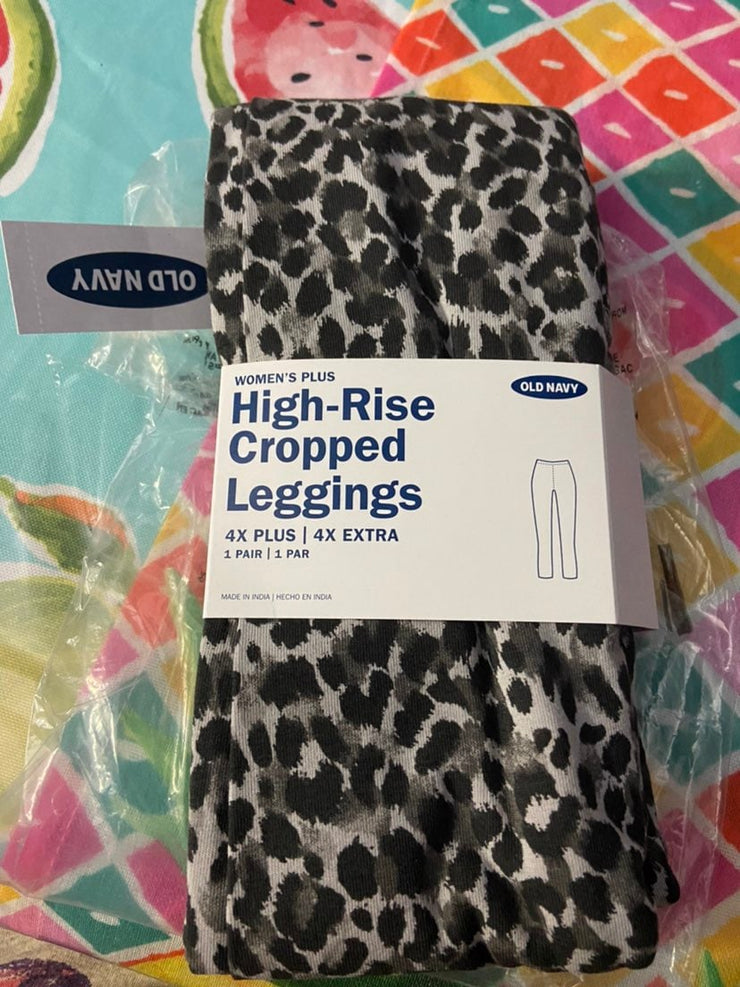 OLD NAVY
WOMEN'S PLUS
OLD NAVY
High-Rise
Cropped
Leggings
4X PLUS | 4X EXTRA
1 PAIR | 1 PAR
MADE IN INDIA | HECHO EN INDIA